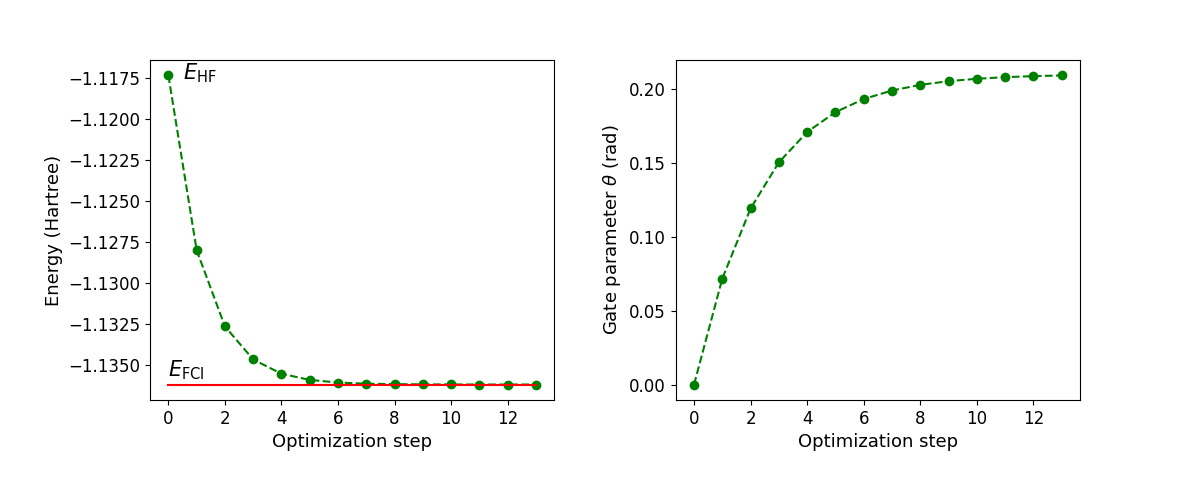 −1.1175
−1.1200
−1.1225
−1.1250
−1.1275
−1.1300
−1.1325
−1.1350
Energy (Hartree)
E_HF
E_FCI
0 2 4 6 8 10 12
Optimization step
0.20
0.15
0.10
0.05
0.00
Gate parameter θ (rad)
0 2 4 6 8 10 12
Optimization step